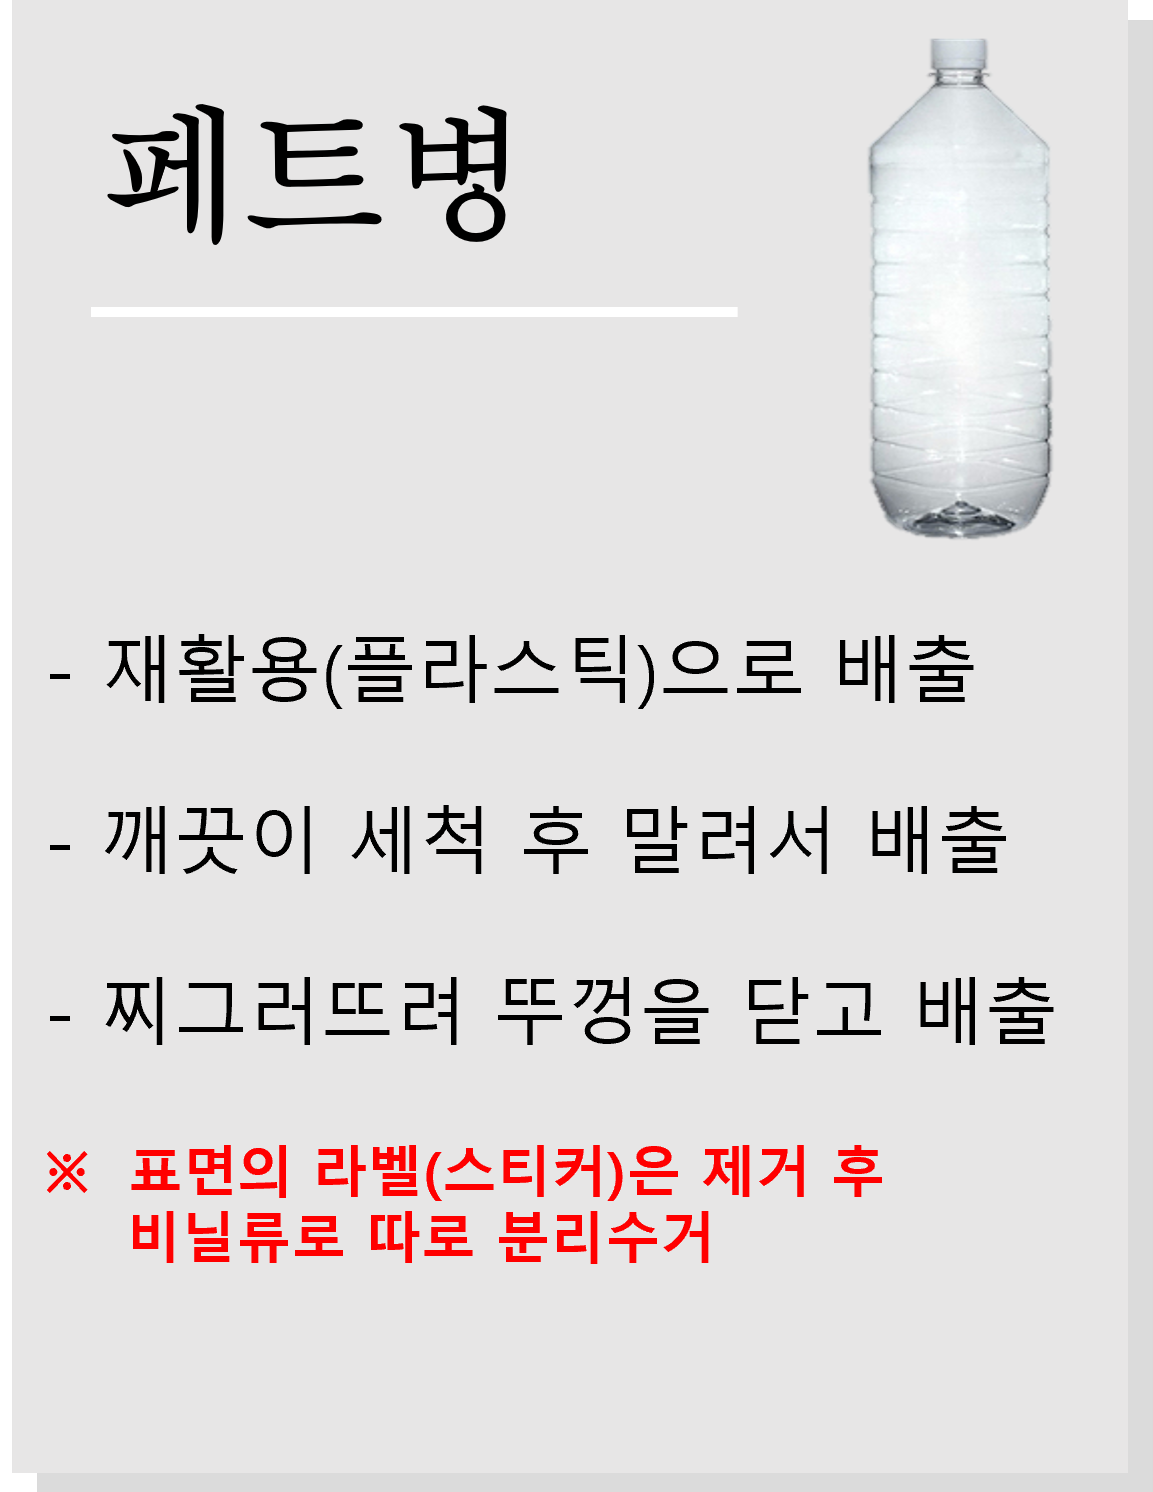 페트병
- 재활용(플라스틱)으로 배출
- 깨끗이 세척 후 말려서 배출
- 찌그러뜨려 뚜껑을 닫고 배출
※ 표면의 라벨(스티커)은 제거 후
비닐류로 따로 분리수거